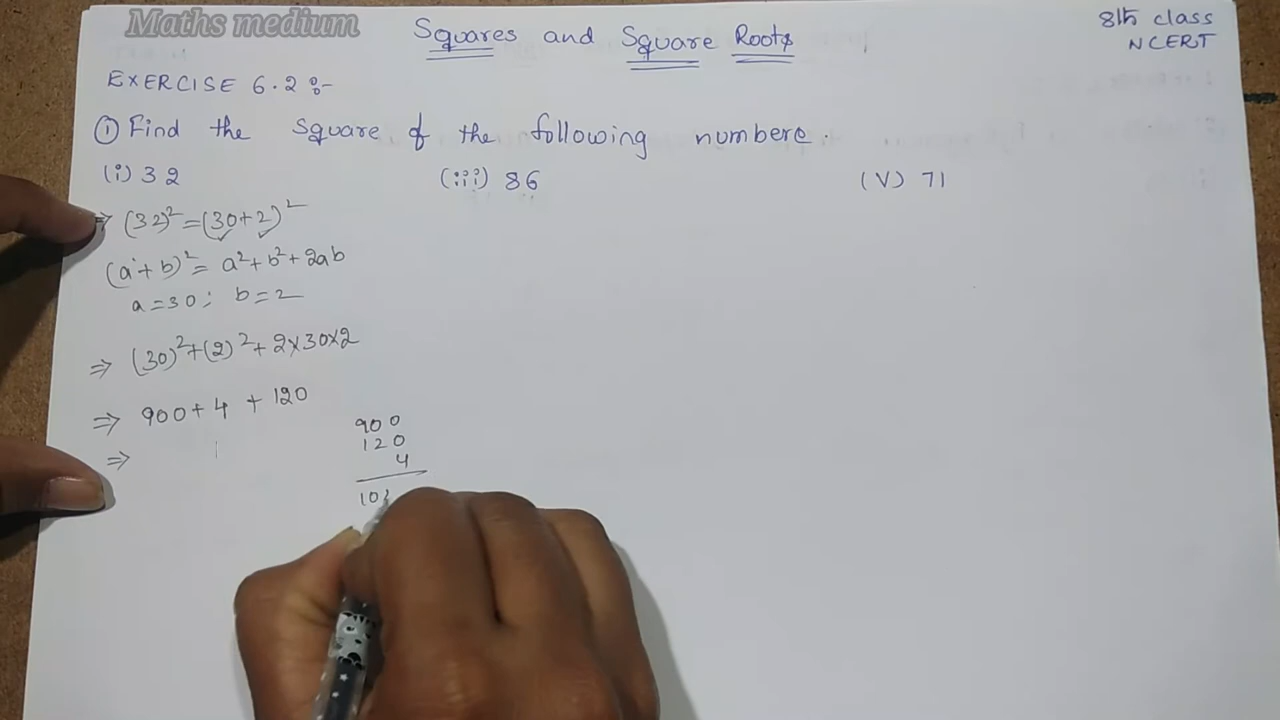 Maths medium
Squares and Square Roots
8th class
NCERT
EXERCISE 6.2 :-
① Find the Square of the following numbers.
(i) 32 (iii) 86 (V) 71
⇒ (32)² = (30+2)²
(a+b)² = a²+b²+2ab
a=30; b=2
⇒ (30)²+(2)²+2×30×2
⇒ 900+4 +120
⇒
900
120
4